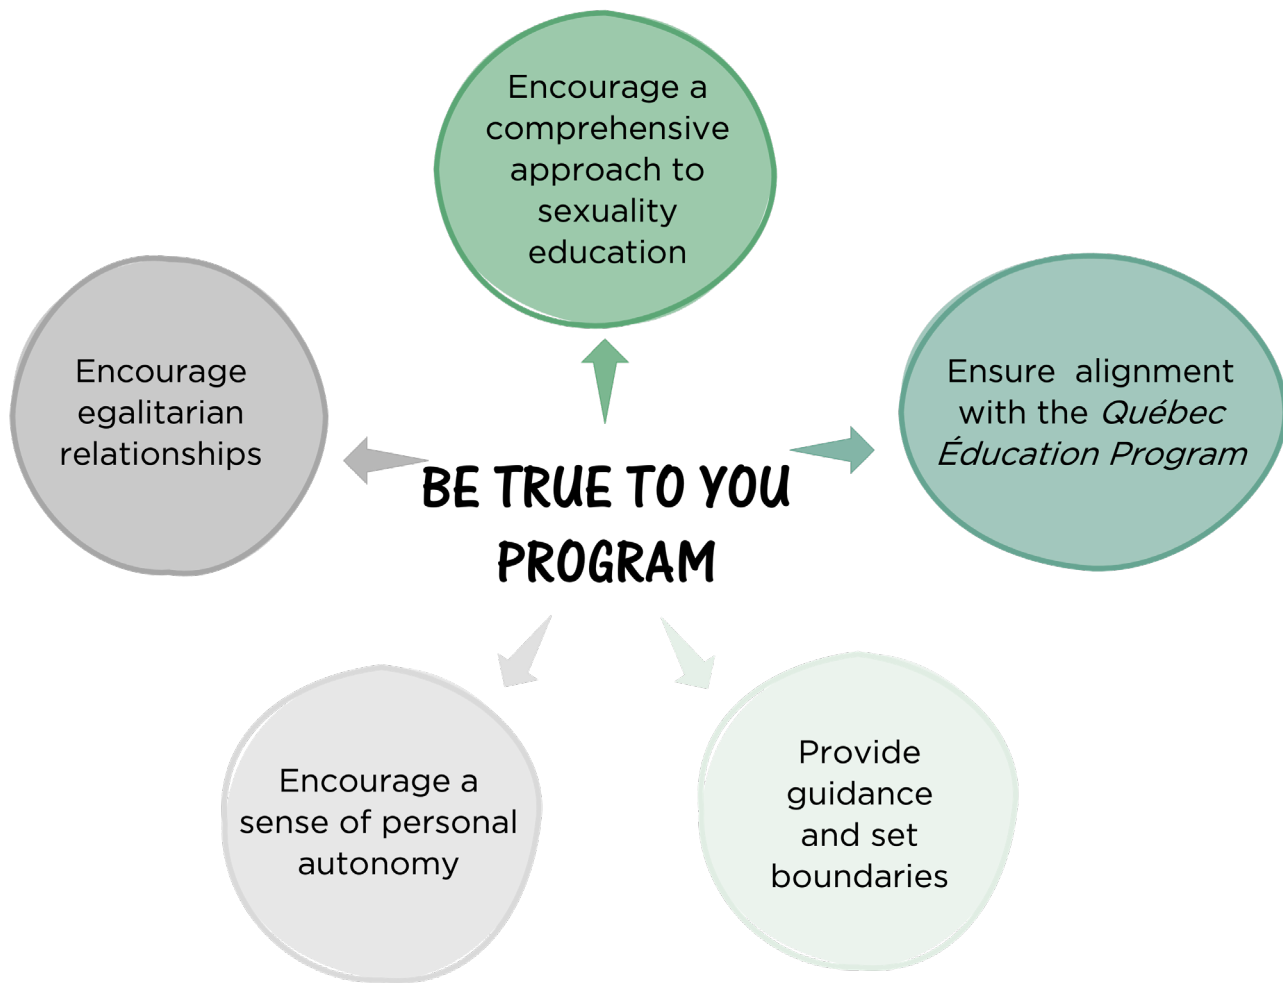 Encourage a
comprehensive
approach to
sexuality
education
Encourage
egalitarian
relationships
Ensure  alignment
with the Québec
Éducation Program
BE TRUE TO YOU
PROGRAM
Encourage a
sense of personal
autonomy
Provide
guidance
and set
boundaries